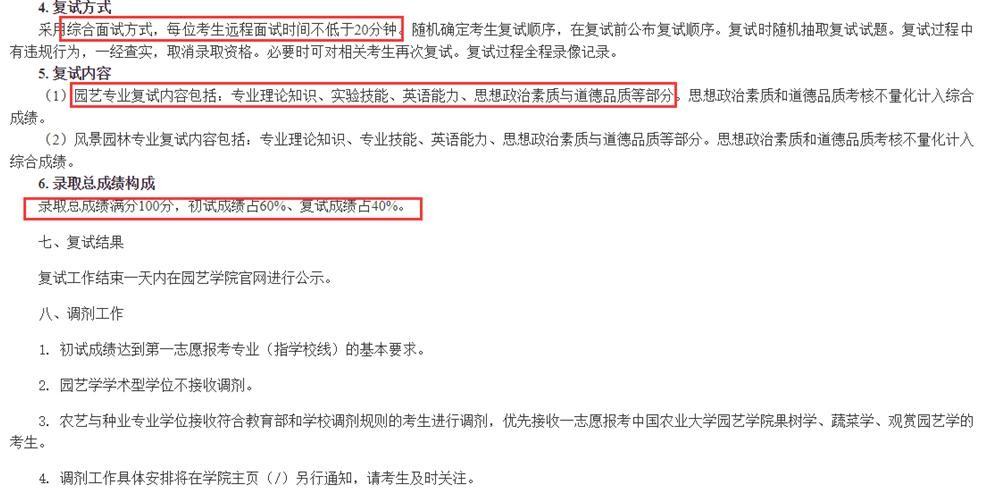 4. 复试方式
采用综合面试方式，每位考生远程面试时间不低于20分钟。随机确定考生复试顺序，在复试前公布复试顺序。复试时随机抽取复试试题。复试过程中
有违规行为，一经查实，取消录取资格。必要时可对相关考生再次复试。复试过程全程录像记录。
5. 复试内容
（1）园艺专业复试内容包括：专业理论知识、实验技能、英语能力、思想政治素质与道德品质等部分。思想政治素质和道德品质考核不量化计入综合
成绩。
（2）风景园林专业复试内容包括：专业理论知识、专业技能、英语能力、思想政治素质与道德品质等部分。思想政治素质和道德品质考核不量化计入
综合成绩。
6. 录取总成绩构成
录取总成绩满分100分，初试成绩占60%、复试成绩占40%。
七、复试结果
复试工作结束一天内在园艺学院官网进行公示。
八、调剂工作
1. 初试成绩达到第一志愿报考专业（指学校线）的基本要求。
2. 园艺学学术型学位不接收调剂。
3. 农艺与种业专业学位接收符合教育部和学校调剂规则的考生进行调剂，优先接收一志愿报考中国农业大学园艺学院果树学、蔬菜学、观赏园艺学的
考生。
4. 调剂工作具体安排将在学院主页（/）另行通知，请考生及时关注。